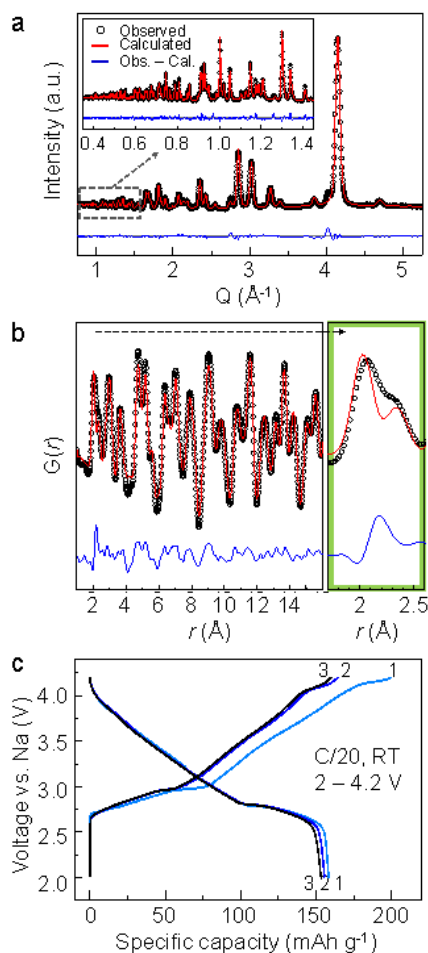 a
Observed
Calculated
Obs. – Cal.
0.4 0.6 0.8 1.0 1.2 1.4
Intensity (a.u.)
1 2 3 4 5
Q (Å-1)
b
G(r)
2 4 6 8 10 12 14
r (Å)
2 2.5
r (Å)
c
4.0
3.5
3.0
2.5
2.0
Voltage vs. Na (V)
3 2 1
C/20, RT
2 – 4.2 V
3 2 1
0 50 100 150 200
Specific capacity (mAh g-1)